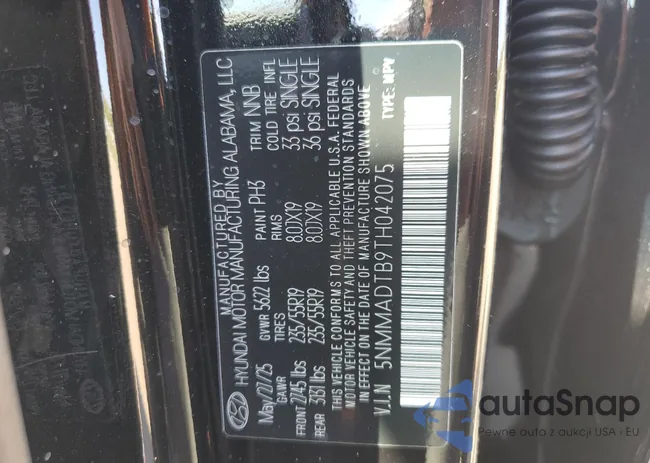 MANUFACTURED BY
HYUNDAI MOTOR MANUFACTURING ALABAMA, LLC
May/27/25 GVWR 5622 lbs PAINT PH3 TRIM NNB
GAWR TIRES RIMS COLD TIRE INFL
FRONT 2745 lbs 235/55R19 8.0JX19 33 psi SINGLE
REAR 3131 lbs 235/55R19 8.0JX19 36 psi SINGLE
THIS VEHICLE CONFORMS TO ALL APPLICABLE U.S.A. FEDERAL
MOTOR VEHICLE SAFETY AND THEFT PREVENTION STANDARDS
IN EFFECT ON THE DATE OF MANUFACTURE SHOWN ABOVE
V.I.N 5NMMADTB9TH042075 TYPE: MPV
autoSnap
Pewne auta z aukcji USA i EU